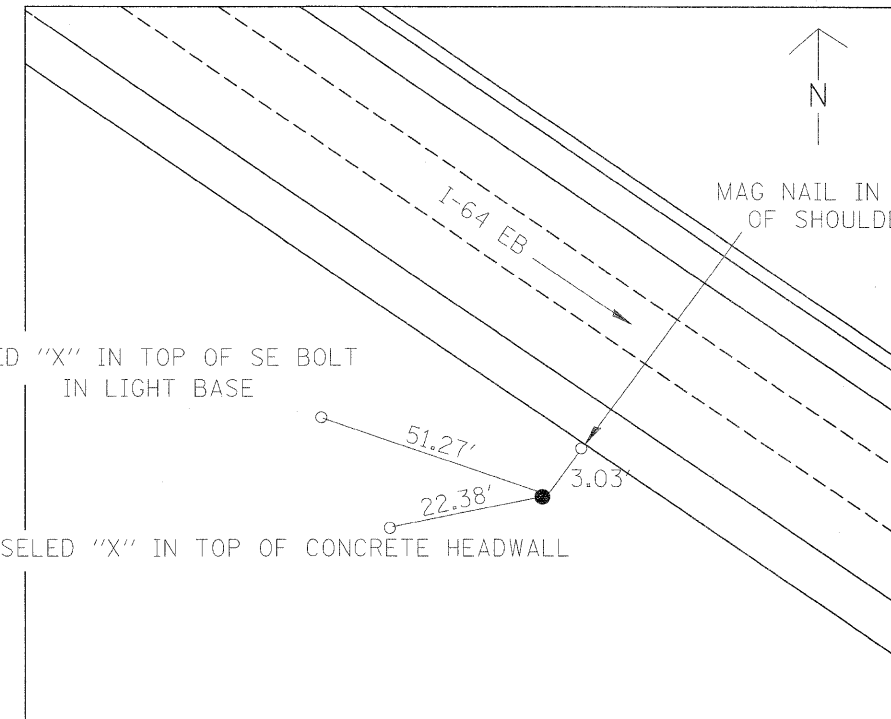 N
MAG NAIL IN
OF SHOULDE
I-64 EB
ED "X" IN TOP OF SE BOLT
IN LIGHT BASE
51.27'
3.03'
22.38'
SELED "X" IN TOP OF CONCRETE HEADWALL